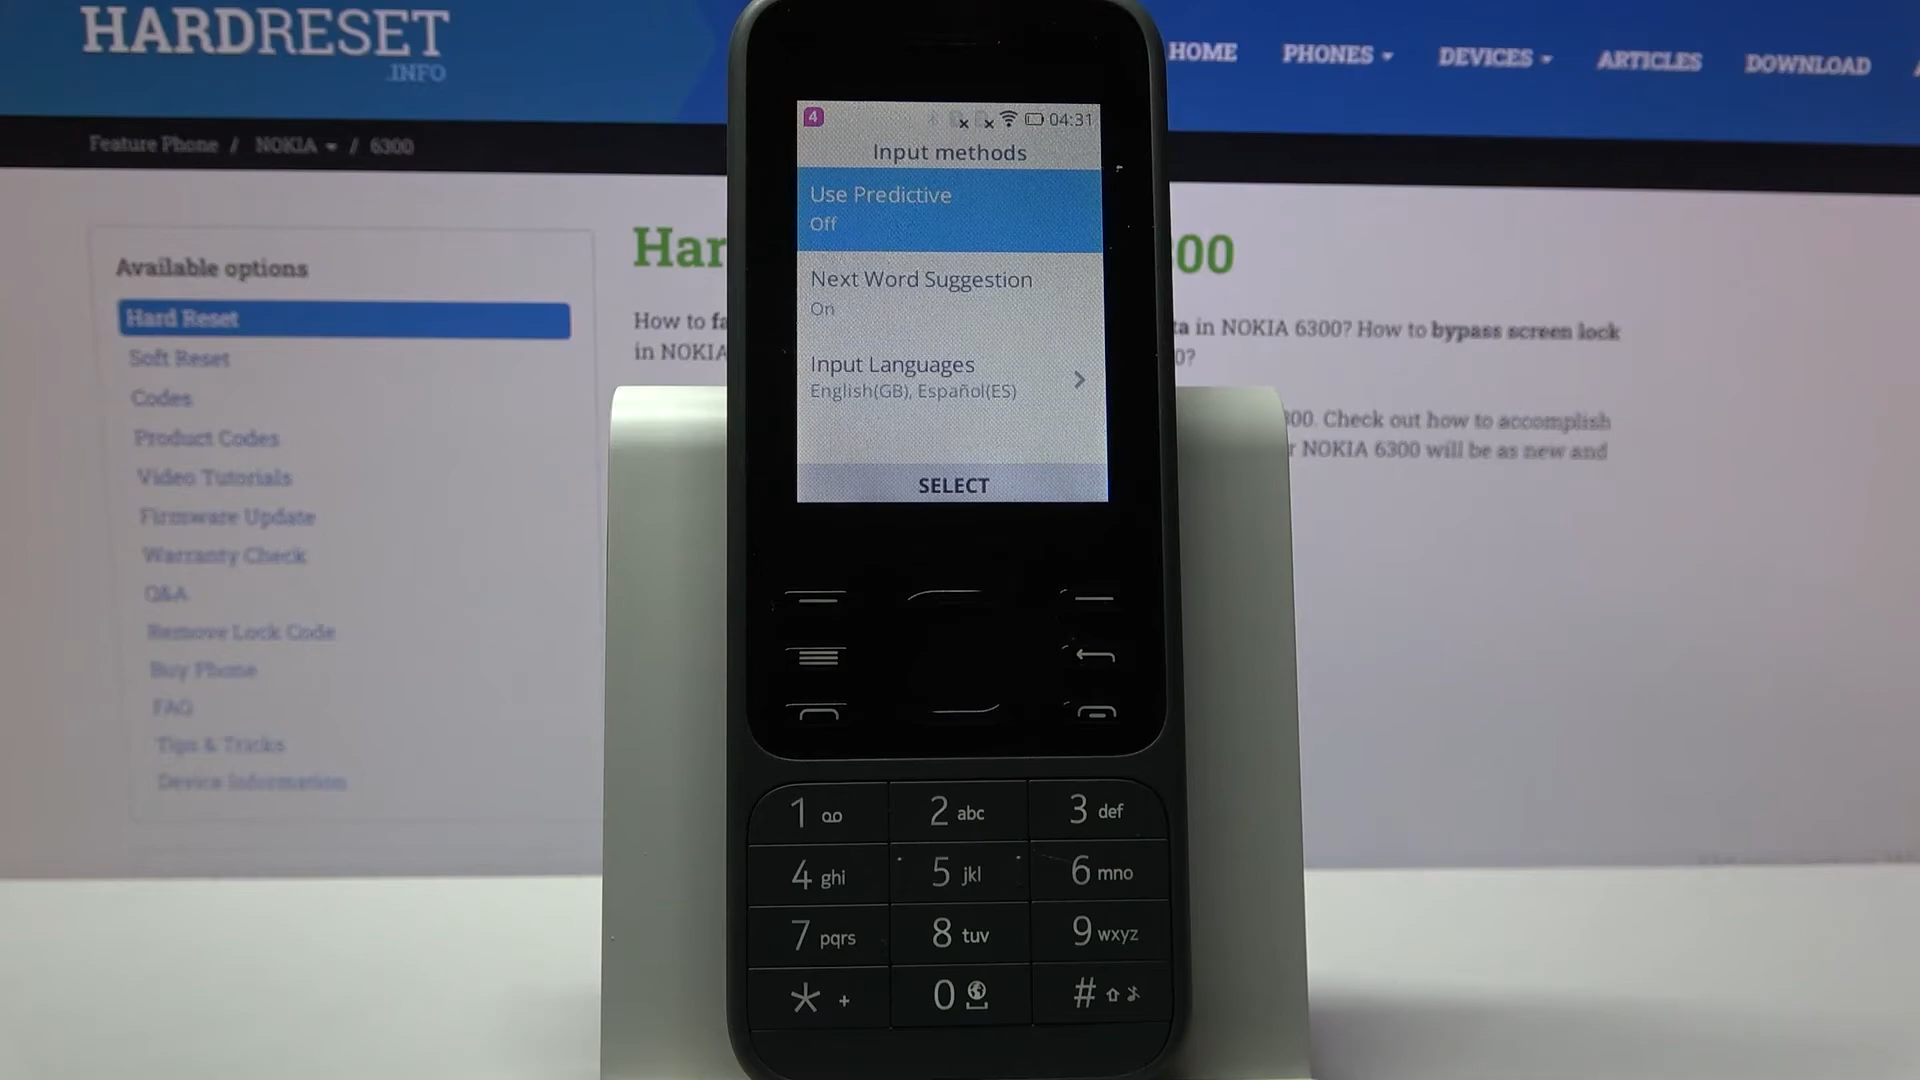 HARDRESET
.INFO
HOME PHONES DEVICES ARTICLES DOWNLOAD
Feature Phone / NOKIA / 6300
Available options
Hard Reset
Soft Reset
Codes
Product Codes
Video Tutorials
Firmware Update
Warranty Check
Q&A
Remove Lock Code
Buy Phone
FAQ
Tips & Tricks
Device Information
Har
00
How to fa
in NOKIA
ta in NOKIA 6300? How to bypass screen lock
0?
300. Check out how to accomplish
r NOKIA 6300 will be as new and
4 04:31
Input methods
Use Predictive
Off
Next Word Suggestion
On
Input Languages
English(GB), Español(ES)
SELECT
1 2 abc 3 def
4 ghi 5 jkl 6 mno
7 pqrs 8 tuv 9 wxyz
* + 0 #